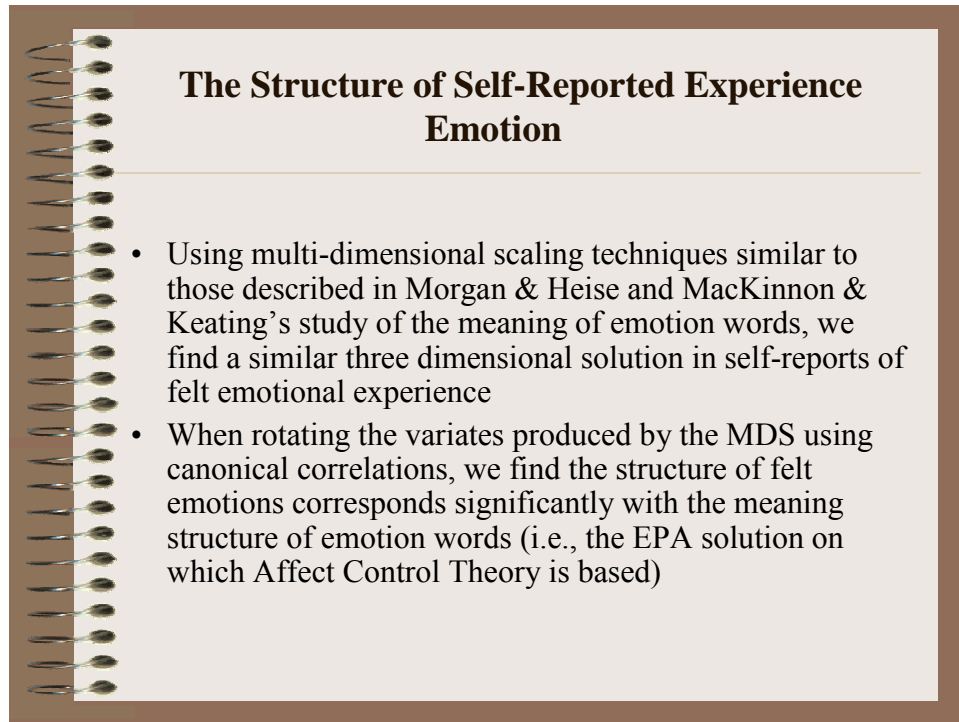 The Structure of Self-Reported Experience
Emotion
• Using multi-dimensional scaling techniques similar to
those described in Morgan & Heise and MacKinnon &
Keating’s study of the meaning of emotion words, we
find a similar three dimensional solution in self-reports of
felt emotional experience
• When rotating the variates produced by the MDS using
canonical correlations, we find the structure of felt
emotions corresponds significantly with the meaning
structure of emotion words (i.e., the EPA solution on
which Affect Control Theory is based)